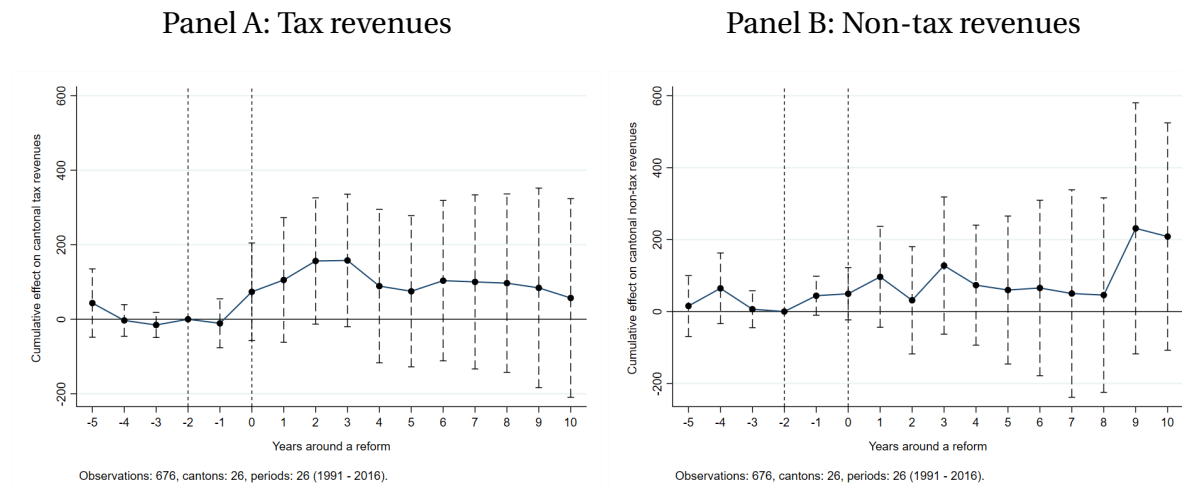 Panel A: Tax revenues
Cumulative effect on cantonal tax revenues
600
400
200
0
-200
-5 -4 -3 -2 -1 0 1 2 3 4 5 6 7 8 9 10
Years around a reform
Observations: 676, cantons: 26, periods: 26 (1991 - 2016).
Panel B: Non-tax revenues
Cumulative effect on cantonal non-tax revenues
600
400
200
0
-200
-5 -4 -3 -2 -1 0 1 2 3 4 5 6 7 8 9 10
Years around a reform
Observations: 676, cantons: 26, periods: 26 (1991 - 2016).